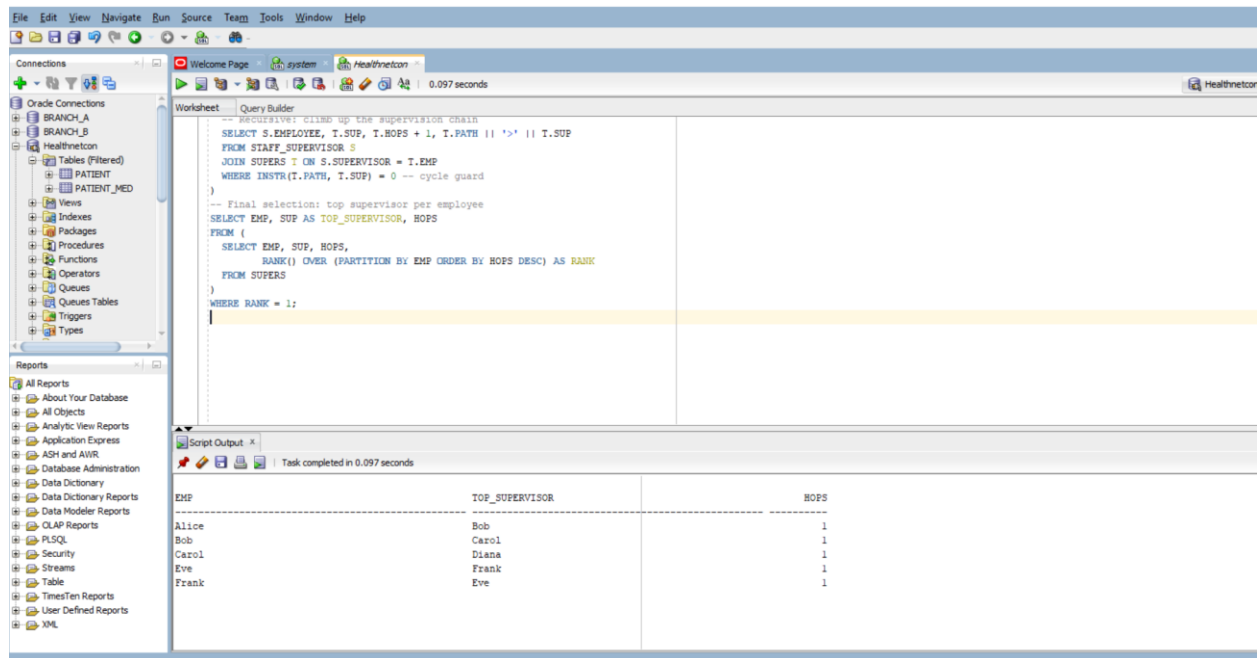 File Edit View Navigate Run Source Team Tools Window Help
Connections
Welcome Page system Healthnetcon
0.097 seconds
Healthnetcon
Worksheet Query Builder
Oracle Connections
BRANCH_A
BRANCH_B
Healthnetcon
Tables (Filtered)
PATIENT
PATIENT_MED
Views
Indexes
Packages
Procedures
Functions
Operators
Queues
Queues Tables
Triggers
Types
-- Recursive: climb up the supervision chain
SELECT S.EMPLOYEE, T.SUP, T.HOPS + 1, T.PATH || '>' || T.SUP
FROM STAFF_SUPERVISOR S
JOIN SUPERS T ON S.SUPERVISOR = T.EMP
WHERE INSTR(T.PATH, T.SUP) = 0 -- cycle guard
)
-- Final selection: top supervisor per employee
SELECT EMP, SUP AS TOP_SUPERVISOR, HOPS
FROM (
SELECT EMP, SUP, HOPS,
RANK() OVER (PARTITION BY EMP ORDER BY HOPS DESC) AS RANK
FROM SUPERS
)
WHERE RANK = 1;
Reports
All Reports
About Your Database
All Objects
Analytic View Reports
Application Express
ASH and AWR
Database Administration
Data Dictionary
Data Dictionary Reports
Data Modeler Reports
OLAP Reports
PLSQL
Security
Streams
Table
TimesTen Reports
User Defined Reports
XML
Script Output
Task completed in 0.097 seconds
EMP TOP_SUPERVISOR HOPS
Alice Bob 1
Bob Carol 1
Carol Diana 1
Eve Frank 1
Frank Eve 1